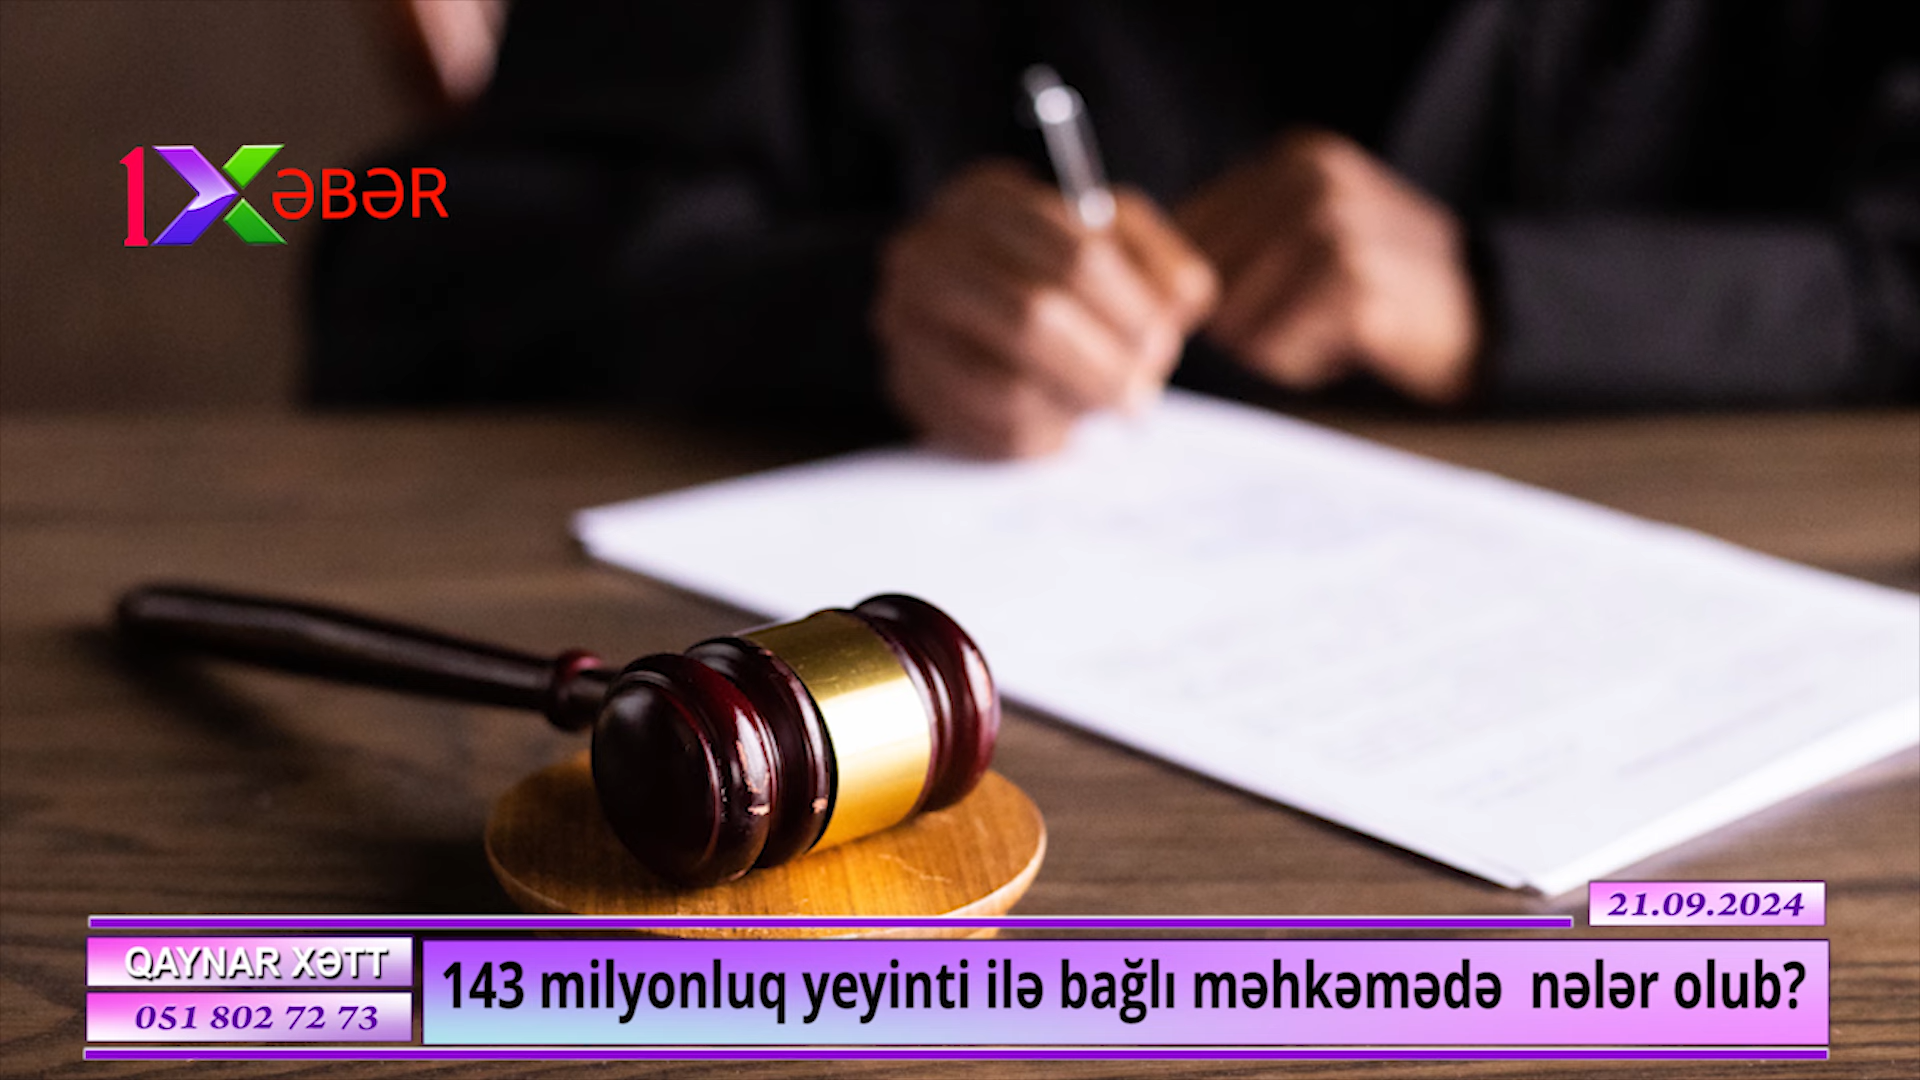 1XƏBƏR
21.09.2024
QAYNAR XƏTT
051 802 72 73
143 milyonluq yeyinti ilə bağlı məhkəmədə nələr olub?